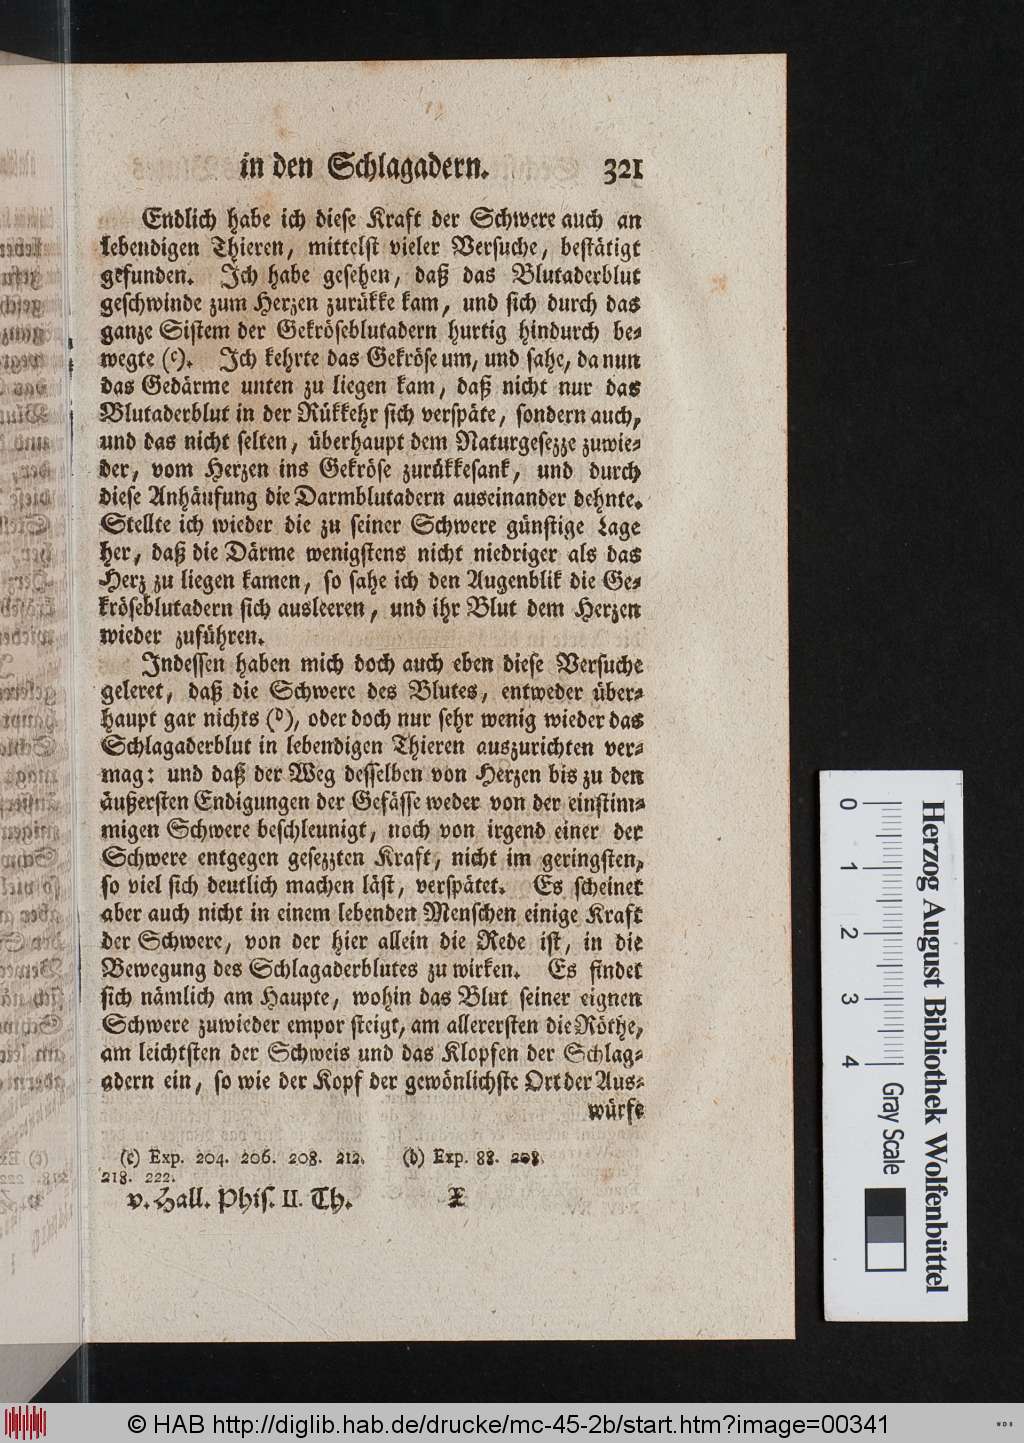 in den Schlagadern. 321
Endlich habe ich diese Kraft der Schwere auch an
lebendigen Thieren, mittelst vieler Versuche, bestätigt
gefunden. Ich habe gesehen, daß das Blutaderblut
geschwinde zum Herzen zurükke kam, und sich durch das
ganze Sistem der Gekröseblutadern hurtig hindurch be-
wegte (c). Ich kehrte das Gekröse um, und sahe, da nun
das Gedärme unten zu liegen kam, daß nicht nur das
Blutaderblut in der Rükkehr sich verspäte, sondern auch,
und das nicht selten, überhaupt dem Naturgesezze zuwie-
der, vom Herzen ins Gekröse zurükkesank, und durch
diese Anhäufung die Darmblutadern auseinander dehnte.
Stellte ich wieder die zu seiner Schwere günstige Lage
her, daß die Därme wenigstens nicht niedriger als das
Herz zu liegen kamen, so sahe ich den Augenblik die Ge-
kröseblutadern sich ausleeren, und ihr Blut dem Herzen
wieder zuführen.
Indessen haben mich doch auch eben diese Versuche
geleret, daß die Schwere des Blutes, entweder über-
haupt gar nichts (d), oder doch nur sehr wenig wieder das
Schlagaderblut in lebendigen Thieren auszurichten ver-
mag: und daß der Weg desselben von Herzen bis zu den
äußersten Endigungen der Gefässe weder von der einstim-
migen Schwere beschleunigt, noch von irgend einer der
Schwere entgegen gesezzten Kraft, nicht im geringsten,
so viel sich deutlich machen läst, verspätet. Es scheinet
aber auch nicht in einem lebenden Menschen einige Kraft
der Schwere, von der hier allein die Rede ist, in die
Bewegung des Schlagaderblutes zu wirken. Es findet
sich nämlich am Haupte, wohin das Blut seiner eignen
Schwere zuwieder empor steigt, am allerersten die Röthe,
am leichtsten der Schweis und das Klopfen der Schlag-
adern ein, so wie der Kopf der gewönlichste Ort der Aus-
würfe
(c) Exp. 204. 206. 208. 212. (d) Exp. 88. 208.
218. 222.
v. Hall. Phis. II. Th. X
Herzog August Bibliothek Wolfenbüttel
0 1 2 3 4 Gray Scale
© HAB http://diglib.hab.de/drucke/mc-45-2b/start.htm?image=00341